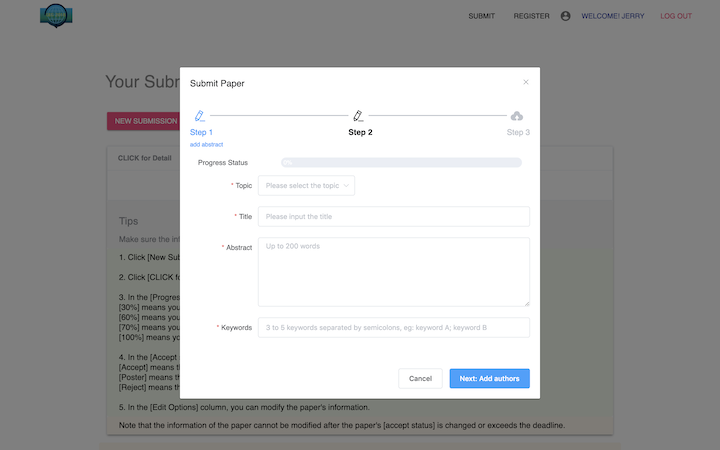 SUBMIT REGISTER WELCOME! JERRY LOG OUT
Your Subr
Submit Paper
NEW SUBMISSION
Step 1 Step 2 Step 3
add abstract
CLICK for Detail
Progress Status
0%
* Topic Please select the topic
* Title Please input the title
Tips
Make sure the inf
* Abstract Up to 200 words
1. Click [New Sub
2. Click [CLICK fo
3. In the [Progres
[30%] means you
[60%] means you
[70%] means you
[100%] means yo
* Keywords 3 to 5 keywords separated by semicolons, eg: keyword A; keyword B
4. In the [Accept s
[Accept] means th
[Poster] means th
[Reject] means th
Cancel Next: Add authors
5. In the [Edit Options] column, you can modify the paper's information.
Note that the information of the paper cannot be modified after the paper's [accept status] is changed or exceeds the deadline.